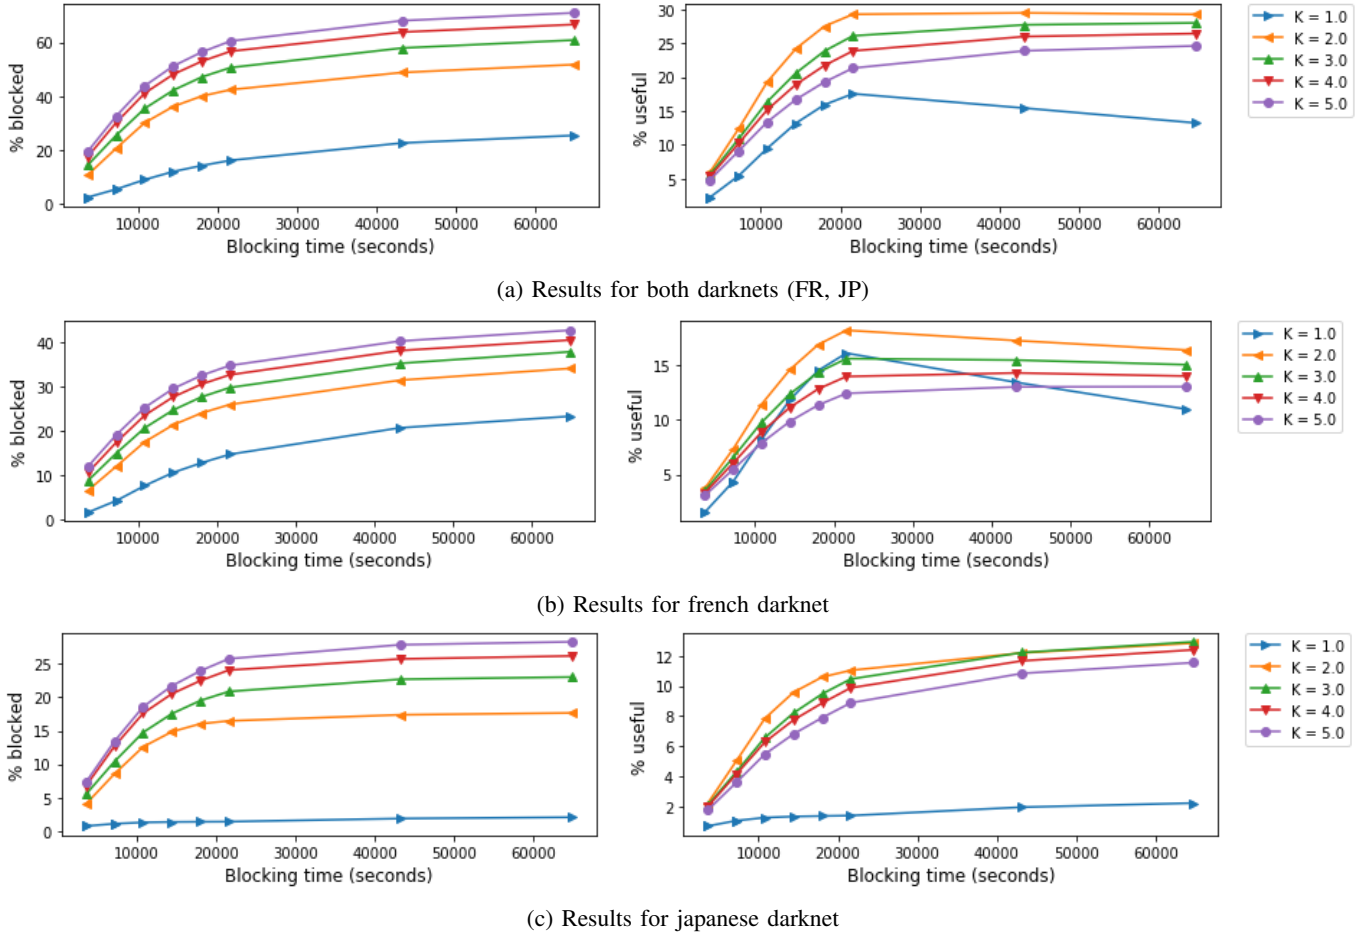 % blocked
60
40
20
0
10000 20000 30000 40000 50000 60000
Blocking time (seconds)
% useful
30
25
20
15
10
5
10000 20000 30000 40000 50000 60000
Blocking time (seconds)
K = 1.0
K = 2.0
K = 3.0
K = 4.0
K = 5.0
(a) Results for both darknets (FR, JP)
% blocked
40
30
20
10
0
10000 20000 30000 40000 50000 60000
Blocking time (seconds)
% useful
15
10
5
10000 20000 30000 40000 50000 60000
Blocking time (seconds)
K = 1.0
K = 2.0
K = 3.0
K = 4.0
K = 5.0
(b) Results for french darknet
% blocked
25
20
15
10
5
0
10000 20000 30000 40000 50000 60000
Blocking time (seconds)
% useful
12
10
8
6
4
2
10000 20000 30000 40000 50000 60000
Blocking time (seconds)
K = 1.0
K = 2.0
K = 3.0
K = 4.0
K = 5.0
(c) Results for japanese darknet